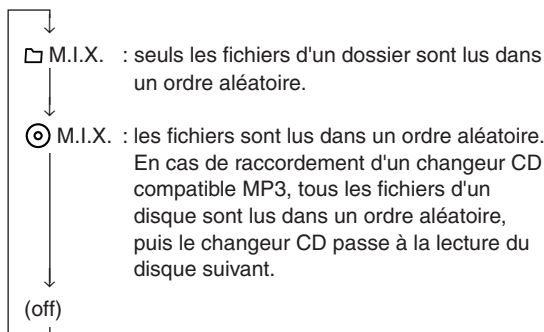 M.I.X. : seuls les fichiers d'un dossier sont lus dans
un ordre aléatoire.
M.I.X. : les fichiers sont lus dans un ordre aléatoire.
En cas de raccordement d'un changeur CD
compatible MP3, tous les fichiers d'un
disque sont lus dans un ordre aléatoire,
puis le changeur CD passe à la lecture du
disque suivant.
(off)